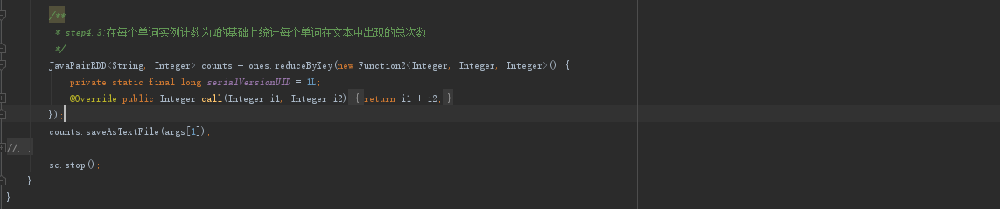 /**
 * step4.3:在每个单词实例计数为1的基础上统计每个单词在文本中出现的总次数
 */
JavaPairRDD<String, Integer> counts = ones.reduceByKey(new Function2<Integer, Integer, Integer>() {
    private static final long serialVersionUID = 1L;
    @Override public Integer call(Integer i1, Integer i2) { return i1 + i2; }
});
counts.saveAsTextFile(args[1]);
//...
sc.stop();
}
}